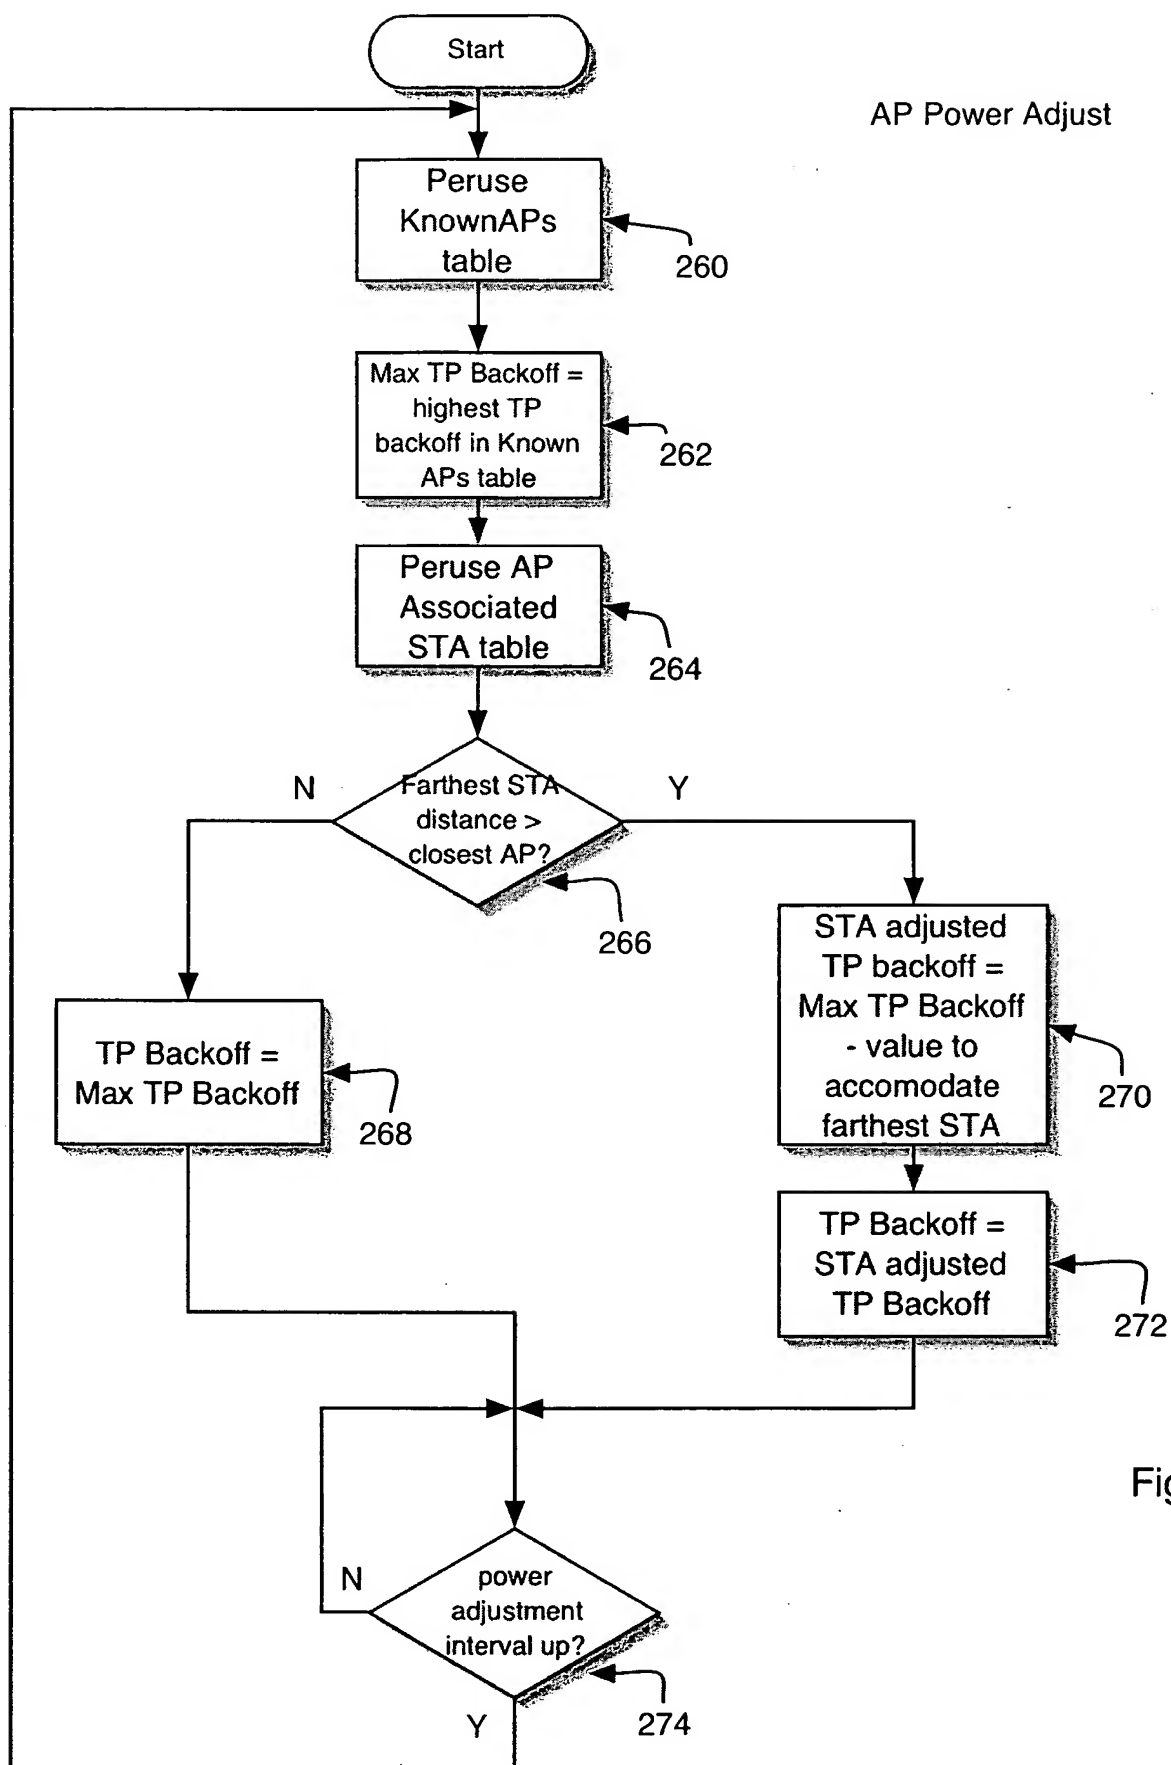 Start
AP Power Adjust
Peruse
KnownAPs
table
260
Max TP Backoff =
highest TP
backoff in Known
APs table
262
Peruse AP
Associated
STA table
264
N
Farthest STA
distance >
closest AP?
Y
266
STA adjusted
TP backoff =
Max TP Backoff
- value to
accomodate
farthest STA
270
TP Backoff =
Max TP Backoff
268
TP Backoff =
STA adjusted
TP Backoff
272
Fig
N
power
adjustment
interval up?
274
Y